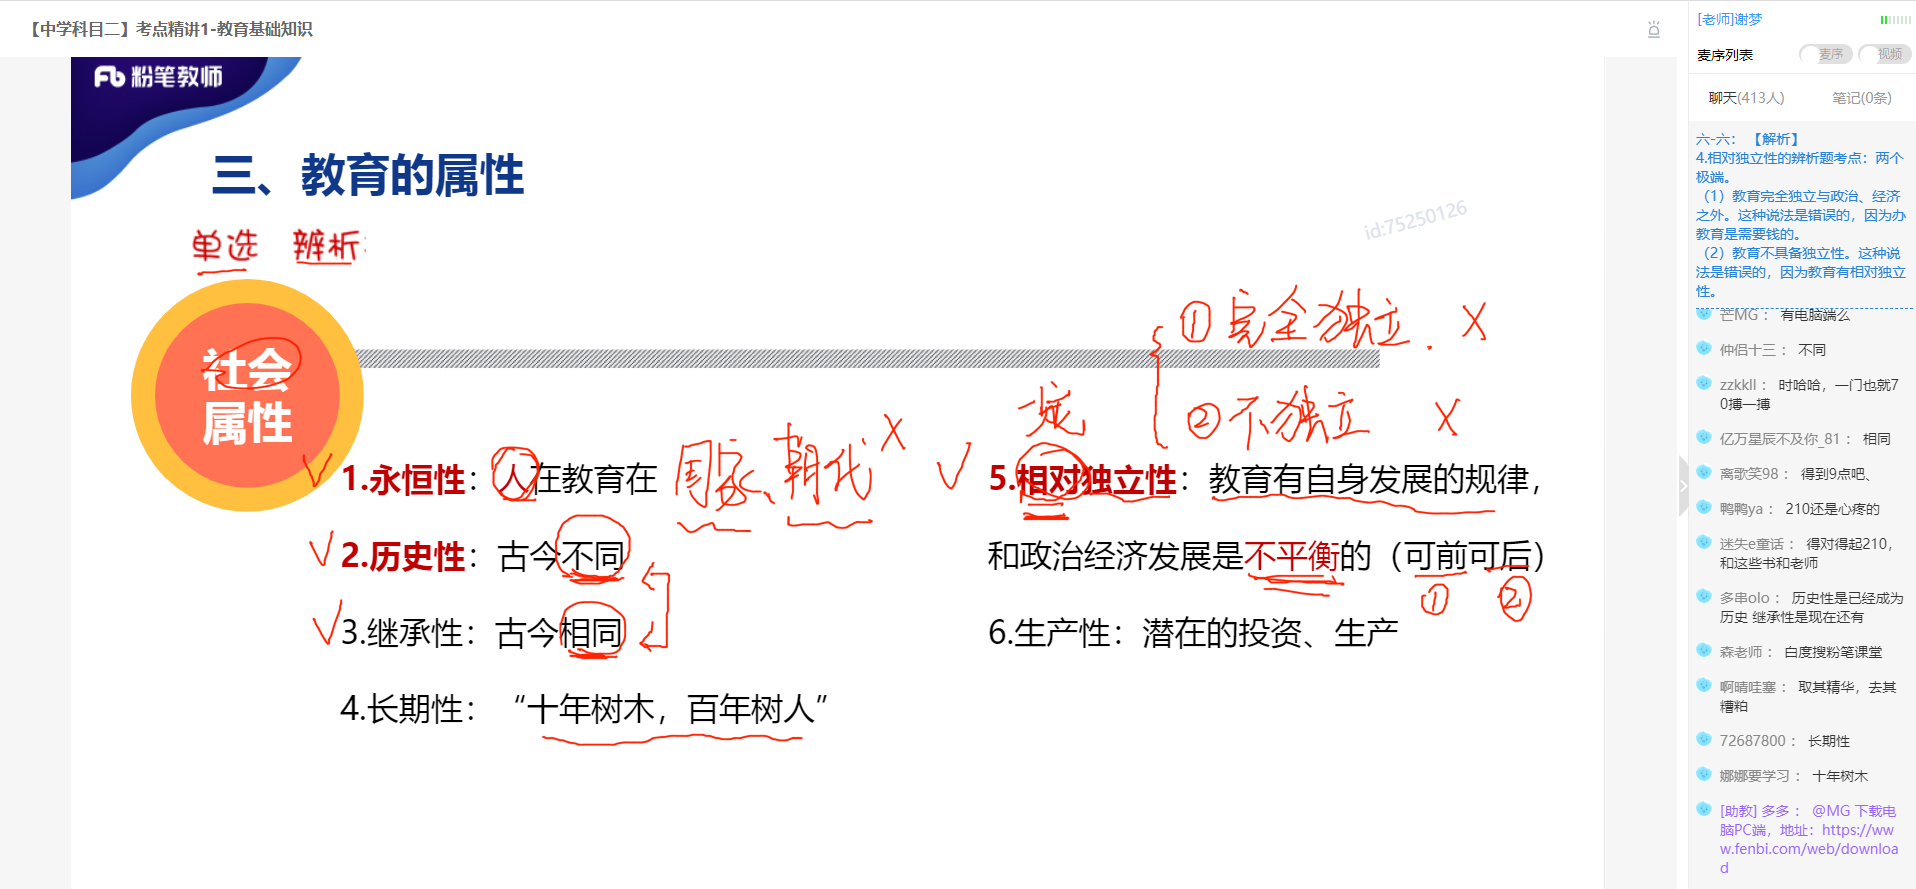 【中学科目二】考点精讲1-教育基础知识
Fb 粉笔教师
三、教育的属性
单选 辨析
id:75250126
社会
属性
①完全独立. X
②不独立 X
1.永恒性：人在教育在
国家、朝代 X
2.历史性：古今不同
3.继承性：古今相同
4.长期性：“十年树木，百年树人”
5.相对独立性：教育有自身发展的规律，
和政治经济发展是不平衡的（可前可后）
① ②
6.生产性：潜在的投资、生产
[老师]谢梦
麦序列表 麦序 视频
聊天(413人) 笔记(0条)
六-六： 【解析】
4.相对独立性的辨析题考点：两个
极端。
（1）教育完全独立与政治、经济
之外。这种说法是错误的，因为办
教育是需要钱的。
（2）教育不具备独立性。这种说
法是错误的，因为教育有相对独立
性。
芒MG： 有电脑端么
仲侣十三： 不同
zzkkll： 时哈哈，一门也就7
0搏一搏
亿万星辰不及你_81： 相同
离歌笑98： 得到9点吧、
鸭鸭ya： 210还是心疼的
迷失e童话： 得对得起210，
和这些书和老师
多串olo： 历史性是已经成为
历史 继承性是现在还有
森老师： 白度搜粉笔课堂
啊晴哇塞： 取其精华，去其
糟粕
72687800： 长期性
娜娜要学习： 十年树木
[助教] 多多： @MG 下载电
脑PC端，地址：https://ww
w.fenbi.com/web/downloa
d